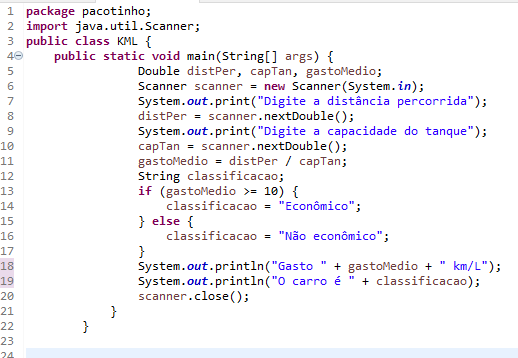 1 package pacotinho;
2 import java.util.Scanner;
3 public class KML {
4 public static void main(String[] args) {
5 Double distPer, capTan, gastoMedio;
6 Scanner scanner = new Scanner(System.in);
7 System.out.print("Digite a distância percorrida");
8 distPer = scanner.nextDouble();
9 System.out.print("Digite a capacidade do tanque");
10 capTan = scanner.nextDouble();
11 gastoMedio = distPer / capTan;
12 String classificacao;
13 if (gastoMedio >= 10) {
14 classificacao = "Econômico";
15 } else {
16 classificacao = "Não econômico";
17 }
18 System.out.println("Gasto " + gastoMedio + " km/L");
19 System.out.println("O carro é " + classificacao);
20 scanner.close();
21 }
22 }
23
24